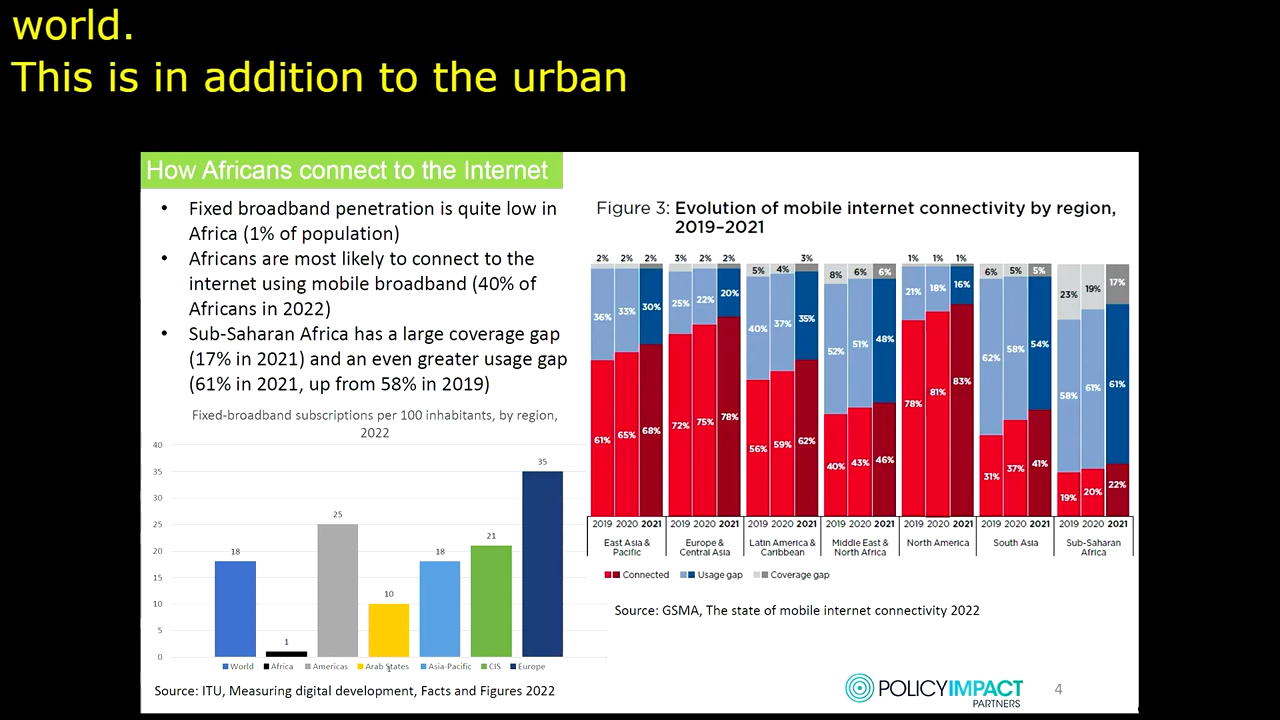 world.
This is in addition to the urban
How Africans connect to the Internet
• Fixed broadband penetration is quite low in
Africa (1% of population)
• Africans are most likely to connect to the
internet using mobile broadband (40% of
Africans in 2022)
• Sub-Saharan Africa has a large coverage gap
(17% in 2021) and an even greater usage gap
(61% in 2021, up from 58% in 2019)
Fixed-broadband subscriptions per 100 inhabitants, by region,
2022
40
35
30
25
20
15
10
5
0
18
1
25
10
18
21
35
World Africa Americas Arab States Asia-Pacific CIS Europe
Source: ITU, Measuring digital development, Facts and Figures 2022
Figure 3: Evolution of mobile internet connectivity by region,
2019–2021
2% 2% 2% 3% 2% 2% 5% 4% 3% 8% 6% 6% 1% 1% 1% 6% 5% 5% 23% 19% 17%
36% 33% 30% 25% 22% 20% 40% 37% 35% 52% 51% 48% 21% 18% 16% 62% 58% 54% 58% 61% 61%
61% 65% 68% 72% 75% 78% 56% 59% 62% 40% 43% 46% 78% 81% 83% 31% 37% 41% 19% 20% 22%
2019 2020 2021 2019 2020 2021 2019 2020 2021 2019 2020 2021 2019 2020 2021 2019 2020 2021 2019 2020 2021
East Asia & Europe & Latin America & Middle East & North America South Asia Sub-Saharan
Pacific Central Asia Caribbean North Africa Africa
Connected Usage gap Coverage gap
Source: GSMA, The state of mobile internet connectivity 2022
POLICYIMPACT
PARTNERS
4